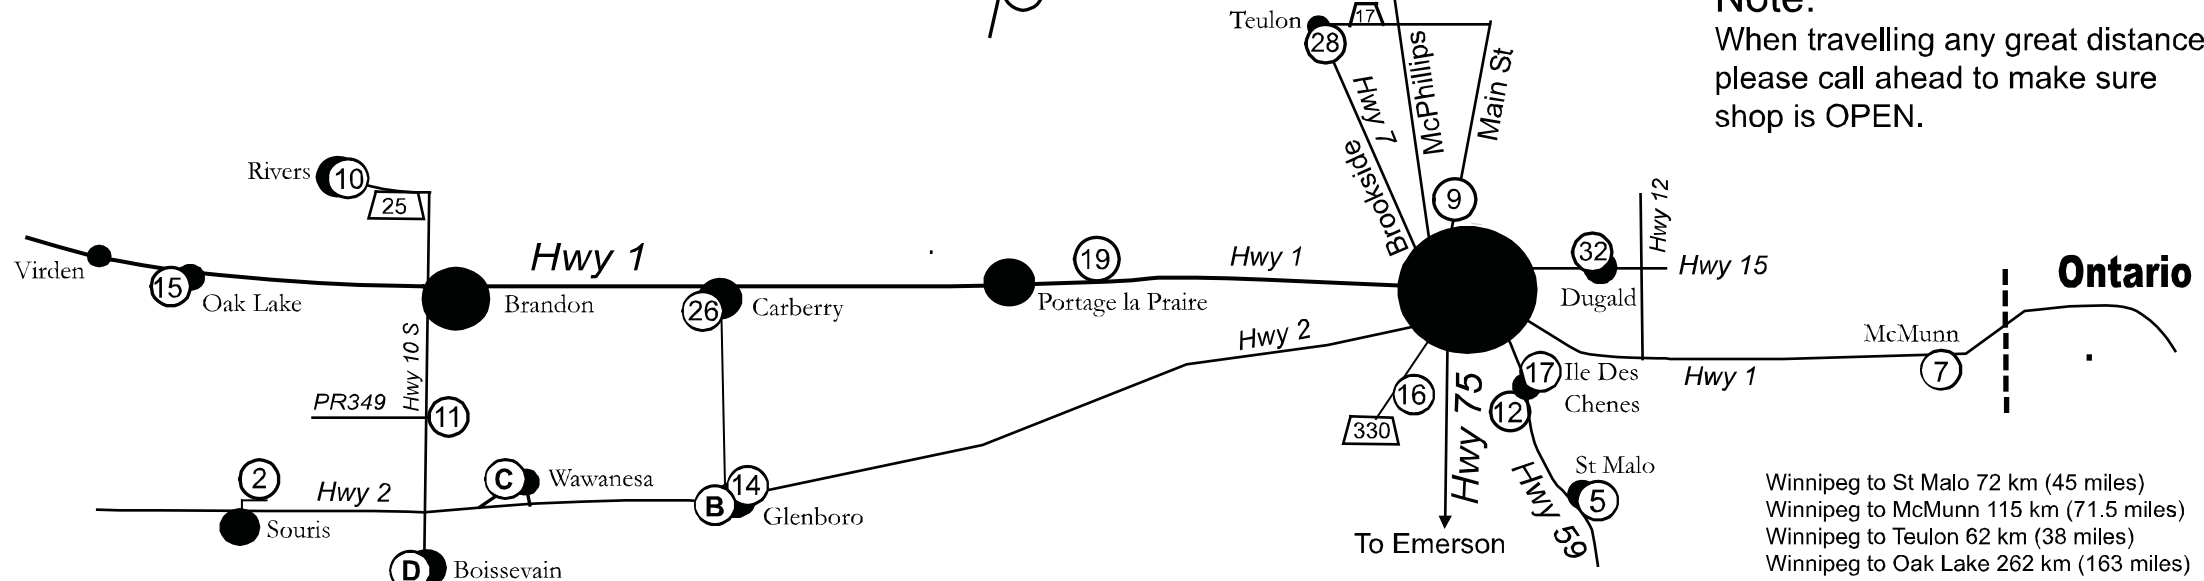 Note:
When travelling any great distance
please call ahead to make sure
shop is OPEN.
Teulon
17
28
Hwy 7
Brookside
McPhillips
Main St
9
Rivers
10
25
Virden
15
Oak Lake
Hwy 1
Brandon
26
Carberry
19
Portage la Praire
Hwy 1
32
Dugald
Hwy 12
Hwy 15
Ontario
Hwy 2
McMunn
7
Hwy 1
Hwy 10 S
PR349
11
16
330
Hwy 75
To Emerson
17
Ile Des
Chenes
12
St Malo
5
Hwy 59
2
Hwy 2
Souris
C
Wawanesa
14
B
Glenboro
D
Boissevain
Winnipeg to St Malo 72 km (45 miles)
Winnipeg to McMunn 115 km (71.5 miles)
Winnipeg to Teulon 62 km (38 miles)
Winnipeg to Oak Lake 262 km (163 miles)